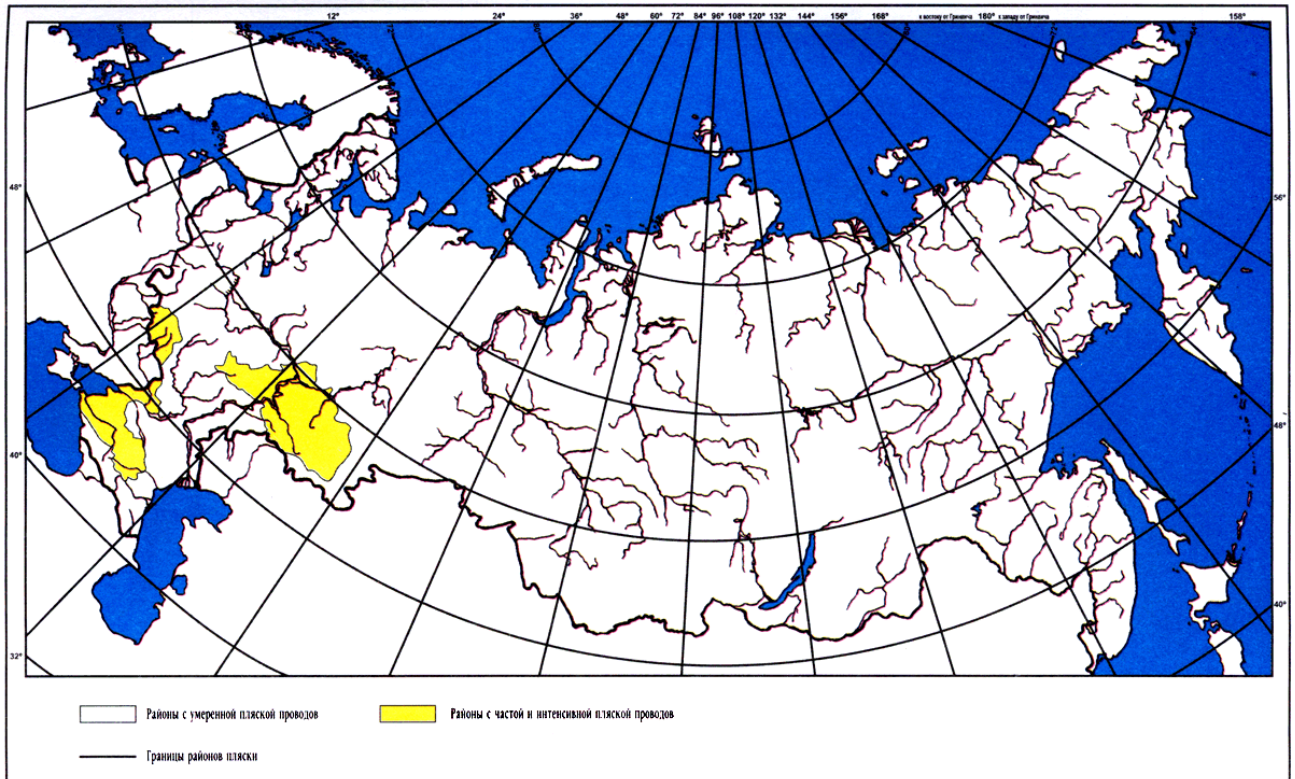 12° 24° 36° 48° 60° 72° 84° 96° 108° 120° 132° 144° 156° 168° к востоку от Гринвича 180° к западу от Гринвича 158°
48°
56°
40°
48°
32°
40°
Районы с умеренной пляской проводов
Районы с частой и интенсивной пляской проводов
Границы районов пляски